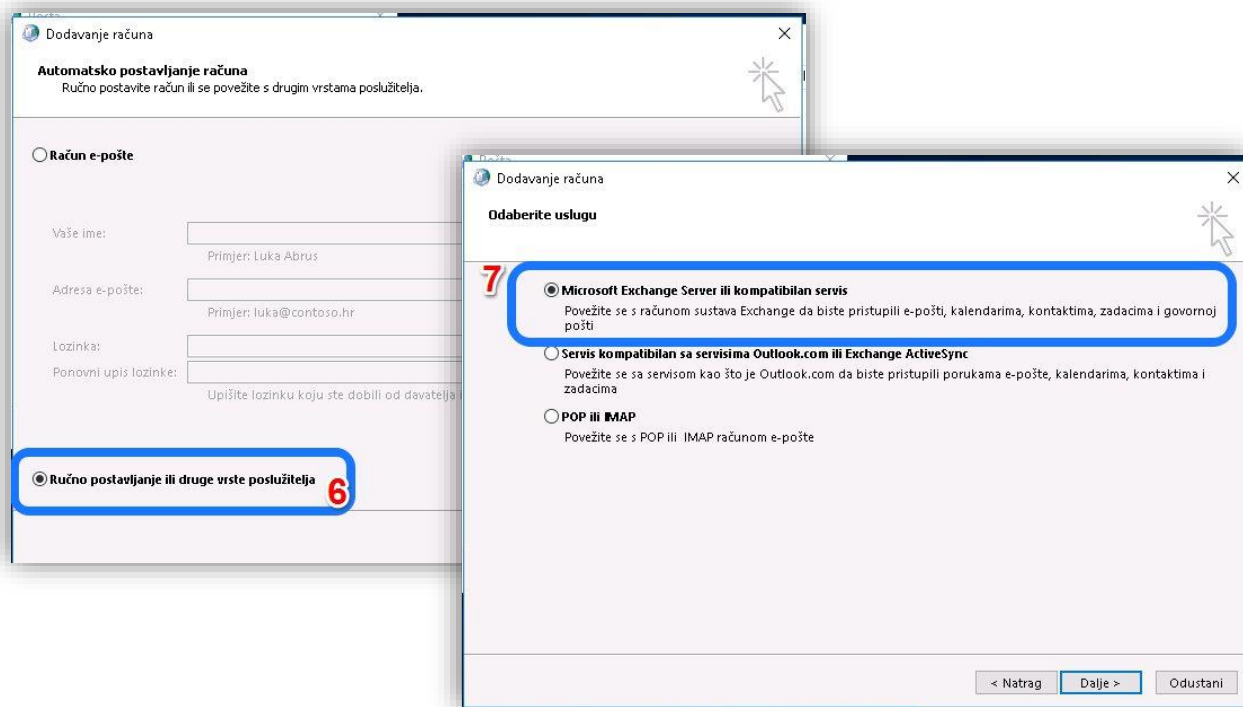 Pošta
Dodavanje računa
Automatsko postavljanje računa
Ručno postavite račun ili se povežite s drugim vrstama poslužitelja.
Račun e-pošte
Vaše ime:
Primjer: Luka Abrus
Adresa e-pošte:
Primjer: luka@contoso.hr
Lozinka:
Ponovni upis lozinke:
Upišite lozinku koju ste dobili od davatelja
Ručno postavljanje ili druge vrste poslužitelja
6
Pošta
Dodavanje računa
Odaberite uslugu
7
Microsoft Exchange Server ili kompatibilan servis
Povežite se s računom sustava Exchange da biste pristupili e-pošti, kalendarima, kontaktima, zadacima i govornoj
pošti
Servis kompatibilan sa servisima Outlook.com ili Exchange ActiveSync
Povežite se sa servisom kao što je Outlook.com da biste pristupili porukama e-pošte, kalendarima, kontaktima i
zadacima
POP ili IMAP
Povežite se s POP ili IMAP računom e-pošte
< Natrag
Dalje >
Odustani